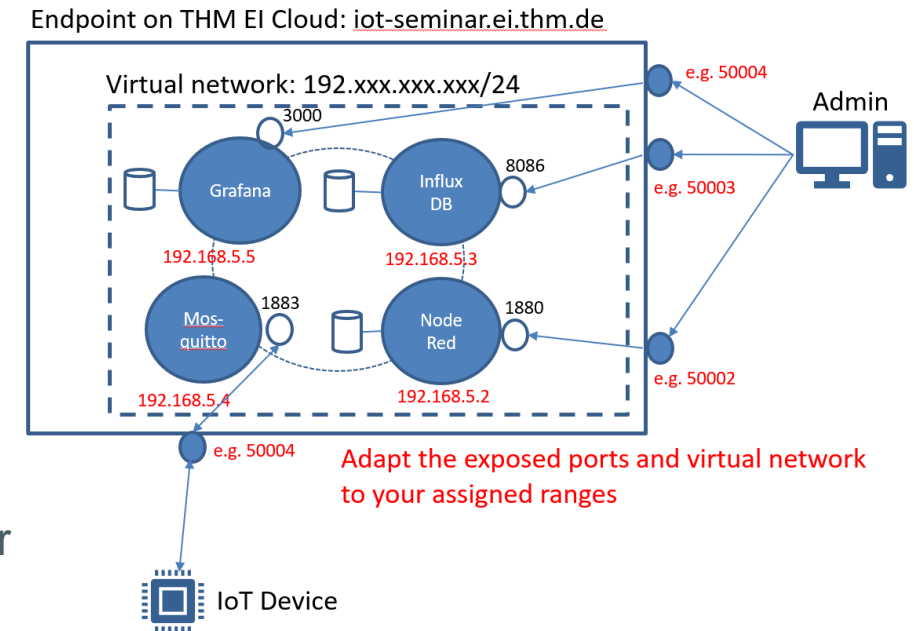 Endpoint on THM EI Cloud: iot-seminar.ei.thm.de
Virtual network: 192.xxx.xxx.xxx/24
e.g. 50004
Admin
3000
8086
Grafana
Influx
DB
e.g. 50003
192.168.5.5
192.168.5.3
1883
1880
Mos-
quitto
Node
Red
e.g. 50002
192.168.5.4
192.168.5.2
e.g. 50004
Adapt the exposed ports and virtual network
to your assigned ranges
r
IoT Device